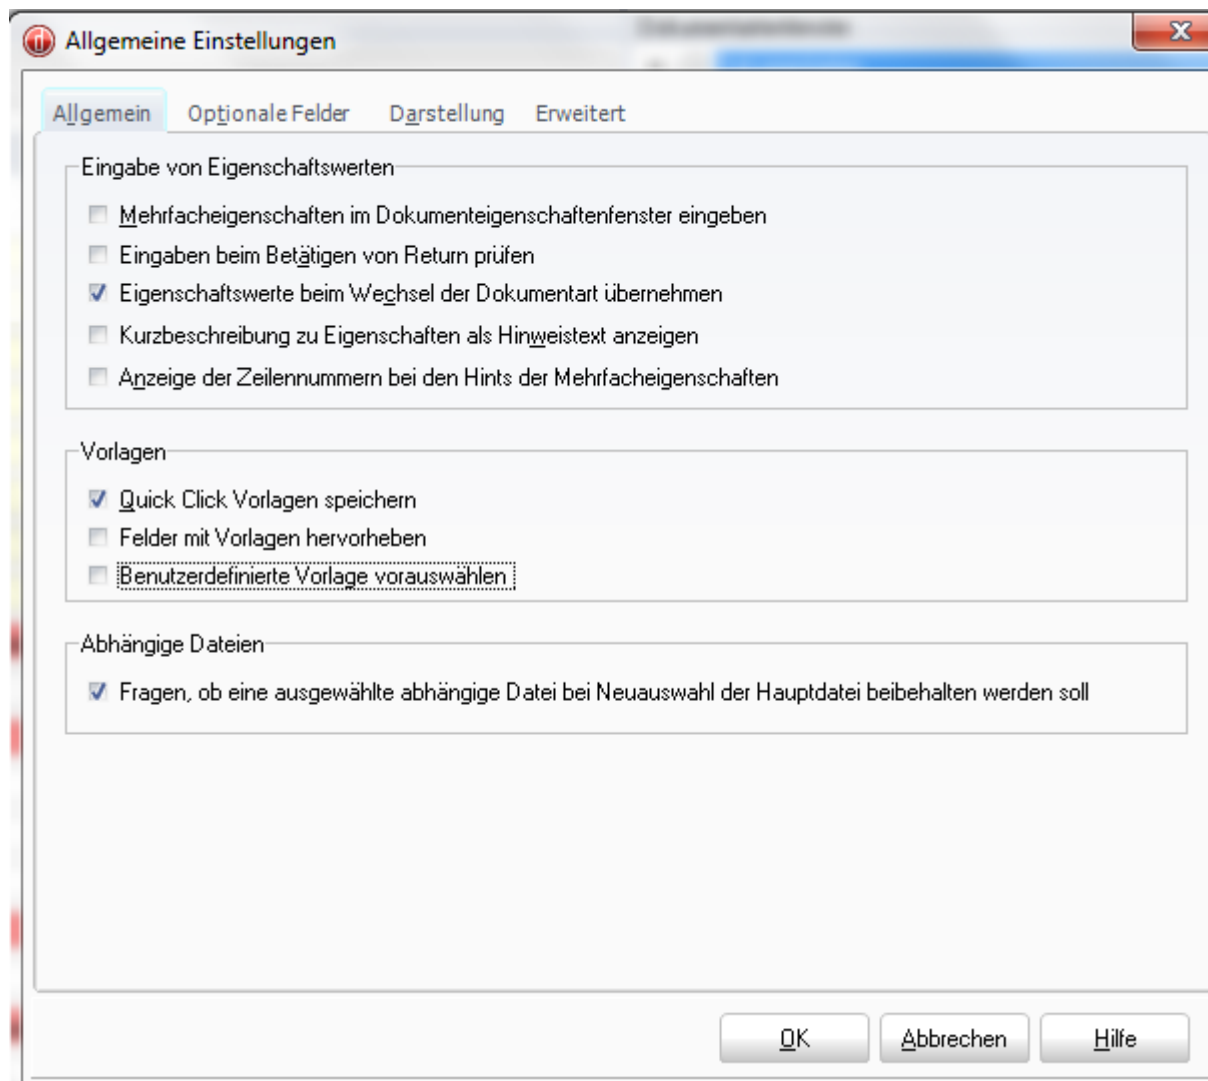 Allgemeine Einstellungen
Allgemein Optionale Felder Darstellung Erweitert
Eingabe von Eigenschaftswerten
Mehrfacheigenschaften im Dokumenteigenschaftenfenster eingeben
Eingaben beim Betätigen von Return prüfen
Eigenschaftswerte beim Wechsel der Dokumentart übernehmen
Kurzbeschreibung zu Eigenschaften als Hinweistext anzeigen
Anzeige der Zeilennummern bei den Hints der Mehrfacheigenschaften
Vorlagen
Quick Click Vorlagen speichern
Felder mit Vorlagen hervorheben
Benutzerdefinierte Vorlage vorauswählen
Abhängige Dateien
Fragen, ob eine ausgewählte abhängige Datei bei Neuauswahl der Hauptdatei beibehalten werden soll
OK Abbrechen Hilfe